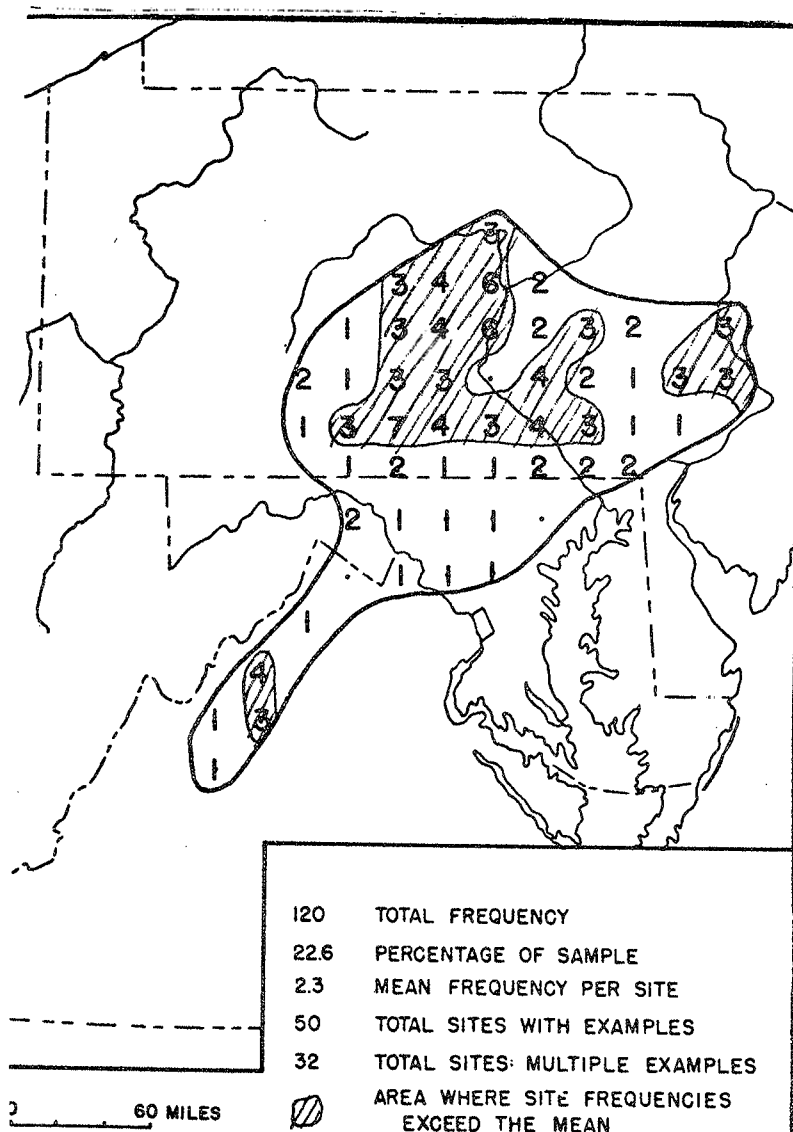 3
3 4 6 2
1 3 4 6 2 3 2 3
2 1 3 3 4 2 1 3 3
1 3 7 4 3 4 3 1 1
1 2 1 1 2 2 2
2 1 1 1
1 1 1
1
4
1 3
1
120 TOTAL FREQUENCY
22.6 PERCENTAGE OF SAMPLE
2.3 MEAN FREQUENCY PER SITE
50 TOTAL SITES WITH EXAMPLES
32 TOTAL SITES: MULTIPLE EXAMPLES
AREA WHERE SITE FREQUENCIES
0 60 MILES
EXCEED THE MEAN